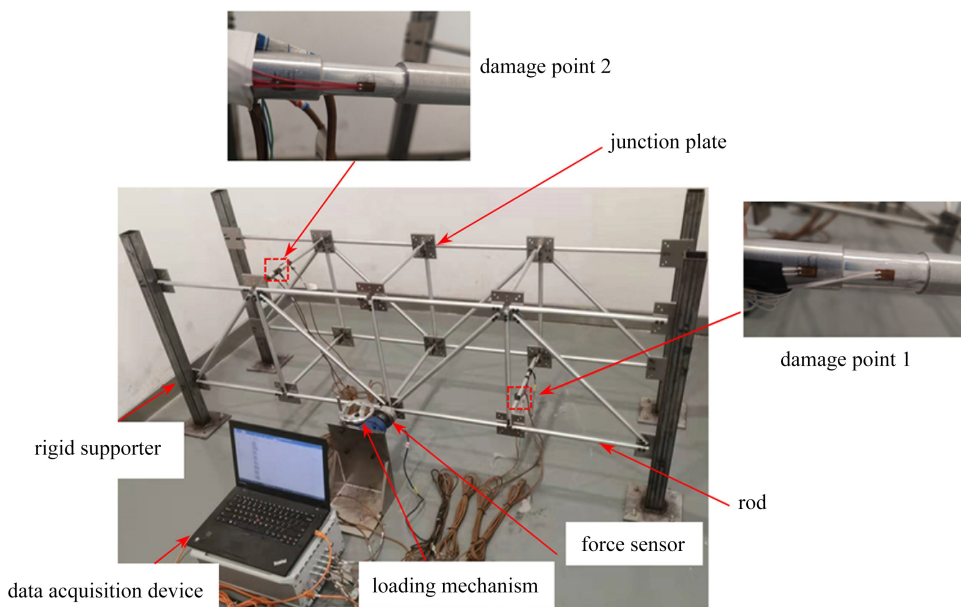 damage point 2
junction plate
damage point 1
rigid supporter
rod
force sensor
data acquisition device
loading mechanism